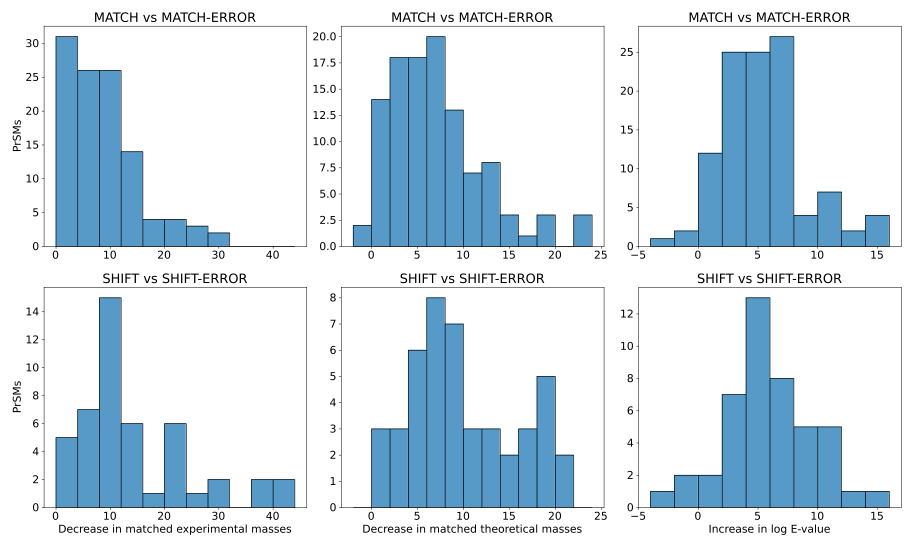 MATCH vs MATCH-ERROR
MATCH vs MATCH-ERROR
MATCH vs MATCH-ERROR
PrSMs
30
25
20
15
10
5
0
0 10 20 30 40
20.0
17.5
15.0
12.5
10.0
7.5
5.0
2.5
0.0
0 5 10 15 20 25
25
20
15
10
5
0
−5 0 5 10 15
SHIFT vs SHIFT-ERROR
SHIFT vs SHIFT-ERROR
SHIFT vs SHIFT-ERROR
PrSMs
14
12
10
8
6
4
2
0
0 10 20 30 40
Decrease in matched experimental masses
8
7
6
5
4
3
2
1
0
0 5 10 15 20 25
Decrease in matched theoretical masses
12
10
8
6
4
2
0
−5 0 5 10 15
Increase in log E-value